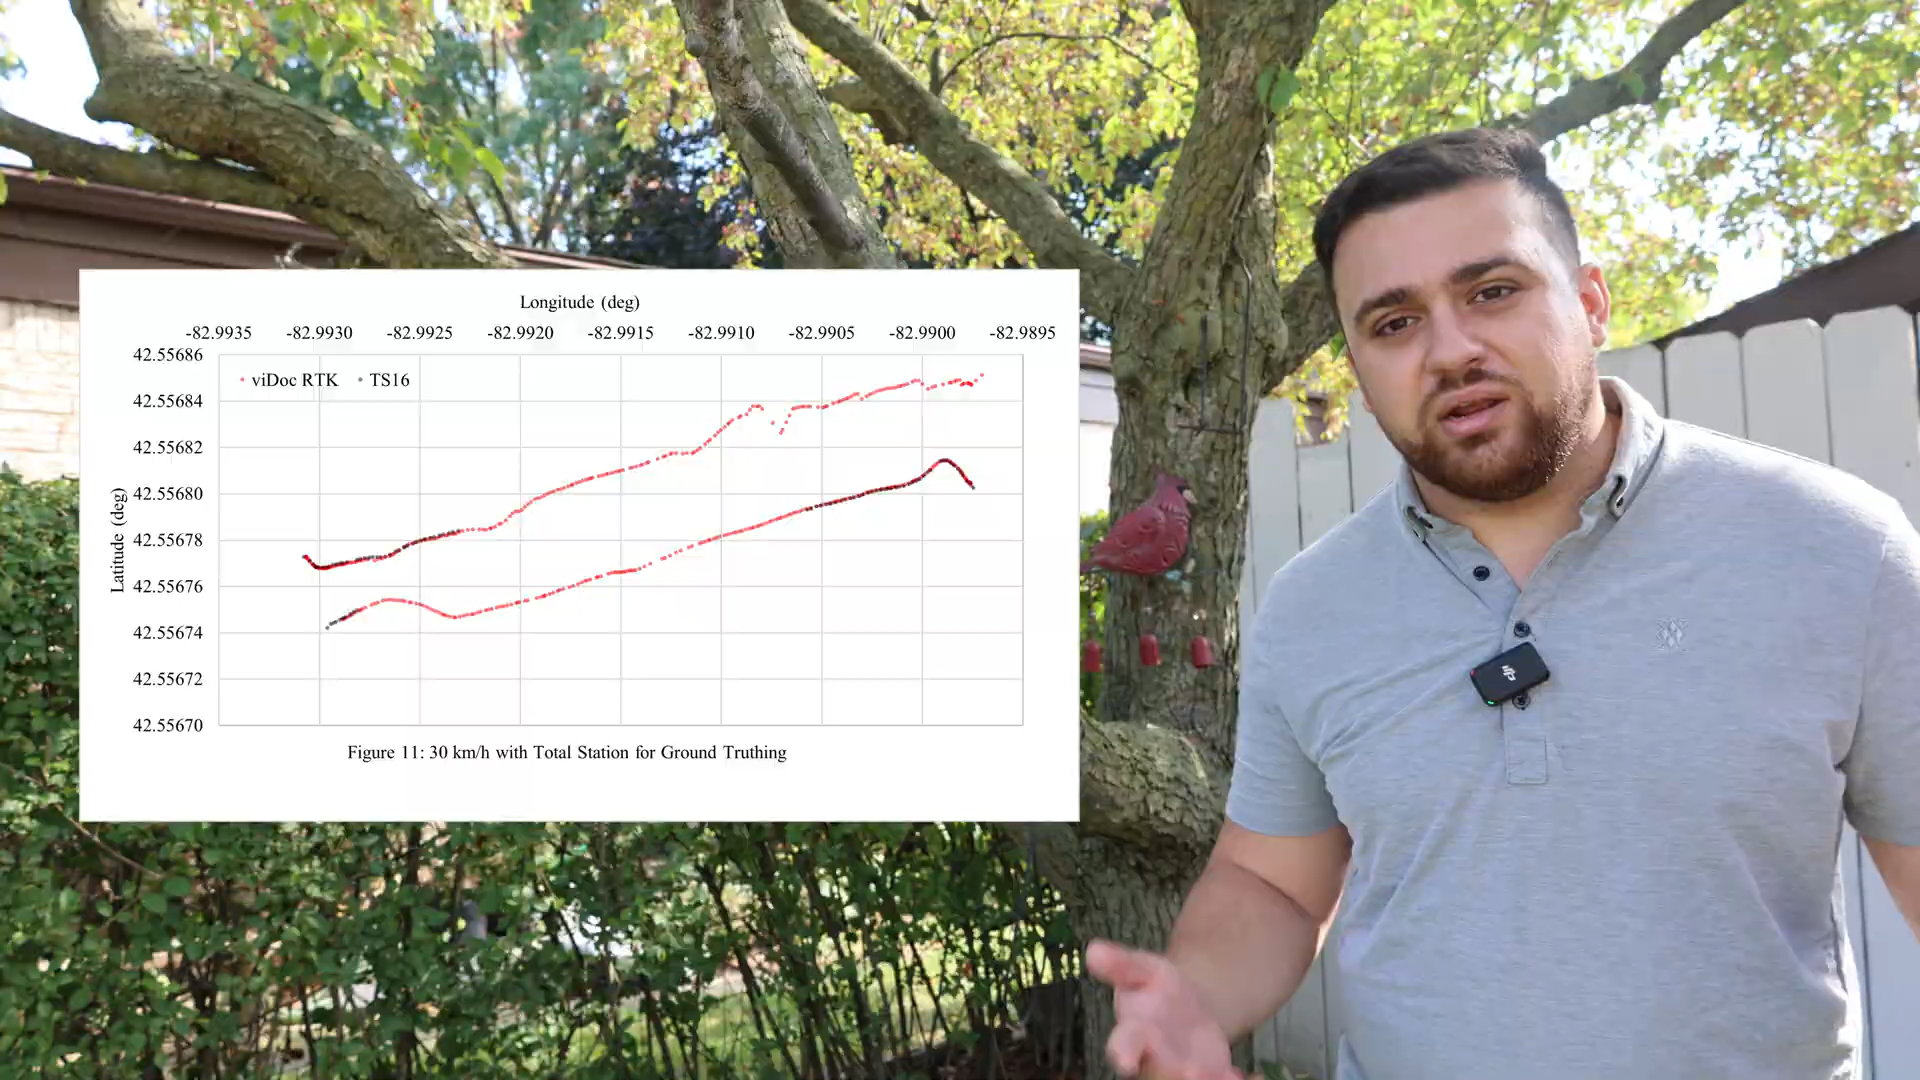 Longitude (deg)
-82.9935 -82.9930 -82.9925 -82.9920 -82.9915 -82.9910 -82.9905 -82.9900 -82.9895
42.55686
viDoc RTK TS16
42.55684
42.55682
42.55680
42.55678
42.55676
42.55674
42.55672
42.55670
Latitude (deg)
Figure 11: 30 km/h with Total Station for Ground Truthing
dji